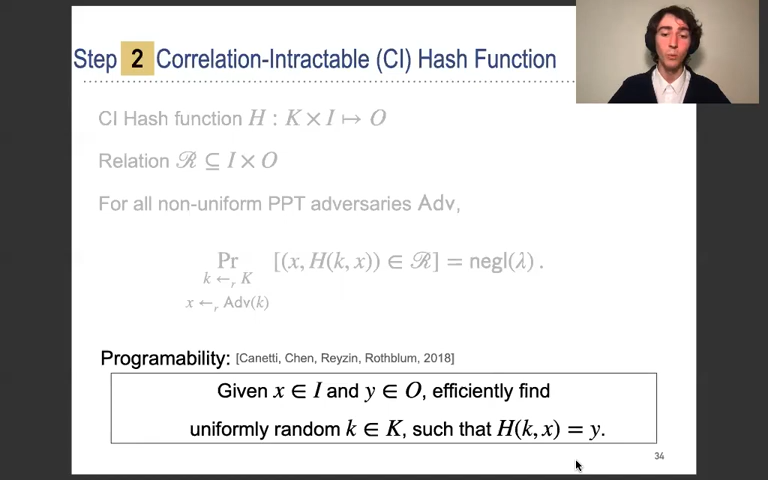 Step 2 Correlation-Intractable (CI) Hash Function
CI Hash function H : K × I ↦ O
Relation ℛ ⊆ I × O
For all non-uniform PPT adversaries Adv,
Pr [(x, H(k, x)) ∈ ℛ] = negl(λ) .
k ←ᵣ K
x ←ᵣ Adv(k)
Programability: [Canetti, Chen, Reyzin, Rothblum, 2018]
Given x ∈ I and y ∈ O, efficiently find
uniformly random k ∈ K, such that H(k, x) = y.
34